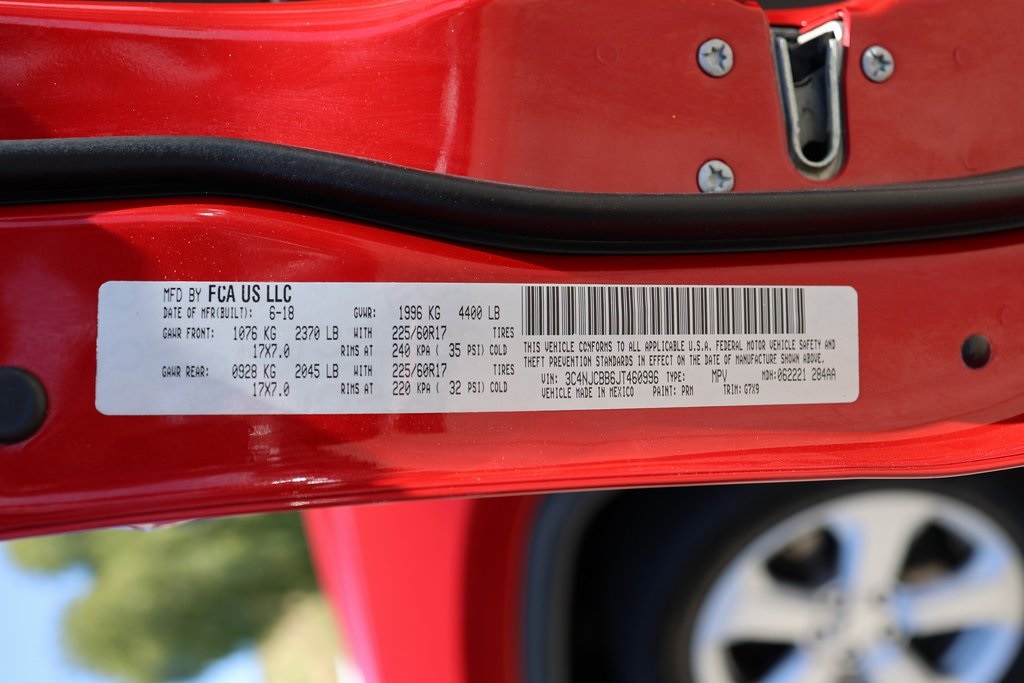 MFD BY FCA US LLC
DATE OF MFR(BUILT): 6-18 GVWR: 1996 KG 4400 LB
GAWR FRONT: 1076 KG 2370 LB WITH 225/60R17 TIRES
17X7.0 RIMS AT 240 KPA ( 35 PSI) COLD
GAWR REAR: 0928 KG 2045 LB WITH 225/60R17 TIRES
17X7.0 RIMS AT 220 KPA ( 32 PSI) COLD
THIS VEHICLE CONFORMS TO ALL APPLICABLE U.S.A. FEDERAL MOTOR VEHICLE SAFETY AND
THEFT PREVENTION STANDARDS IN EFFECT ON THE DATE OF MANUFACTURE SHOWN ABOVE.
VIN: 3C4NJCBB6JT460996 TYPE: MPV MDH:062221 284AA
VEHICLE MADE IN MEXICO PAINT: PRM TRIM: G7X9